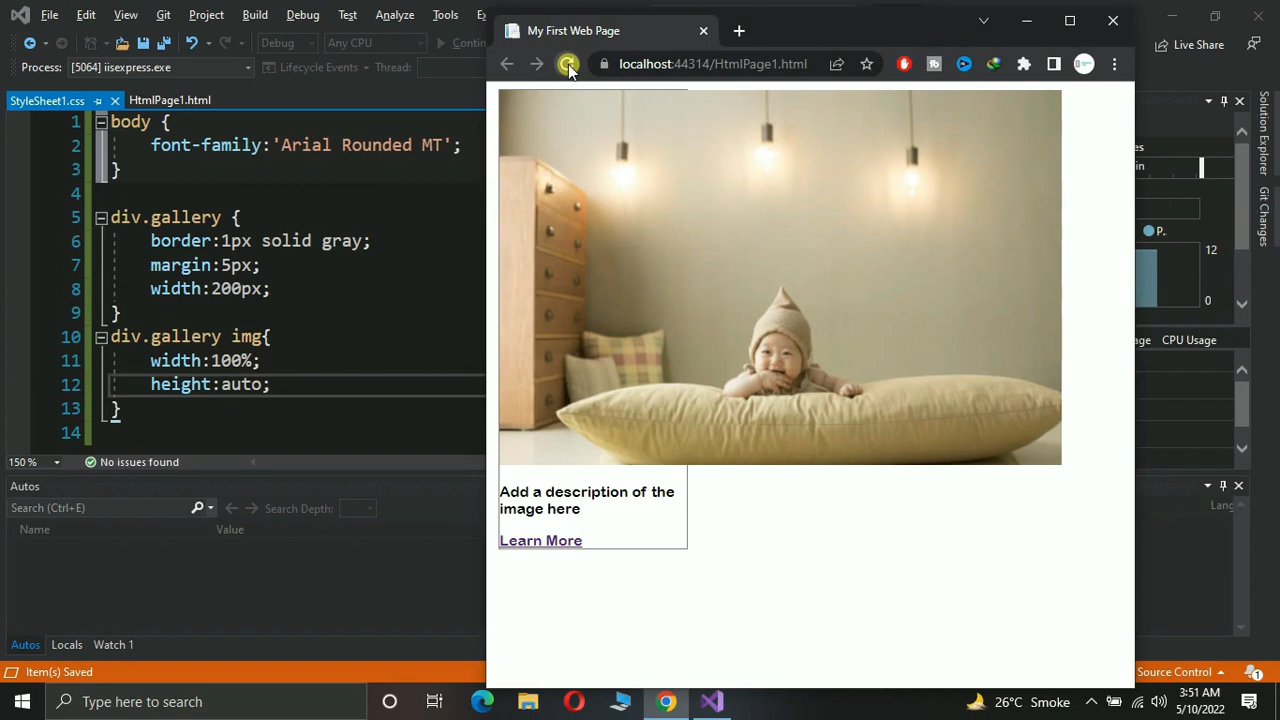 File
Edit
View
Git
Project
Build
Debug
Test
Analyze
Tools
E
Debug
Any CPU
Contin
Process:
[5064] iisexpress.exe
Lifecycle Events
Thread:
StyleSheet1.css
HtmlPage1.html
1 body {
2 font-family:'Arial Rounded MT';
3 }
4
5 div.gallery {
6 border:1px solid gray;
7 margin:5px;
8 width:200px;
9 }
10 div.gallery img{
11 width:100%;
12 height:auto;
13 }
14
150 %
No issues found
Autos
Search (Ctrl+E)
Search Depth:
Name
Value
Autos
Locals
Watch 1
Item(s) Saved
My First Web Page
localhost:44314/HtmlPage1.html
Add a description of the
image here
Learn More
Live Share
Solution Explorer
Git Changes
es
in
P..
12
0
age
CPU Usage
Lang
Source Control
1
Type here to search
26°C Smoke
3:51 AM
5/10/2022